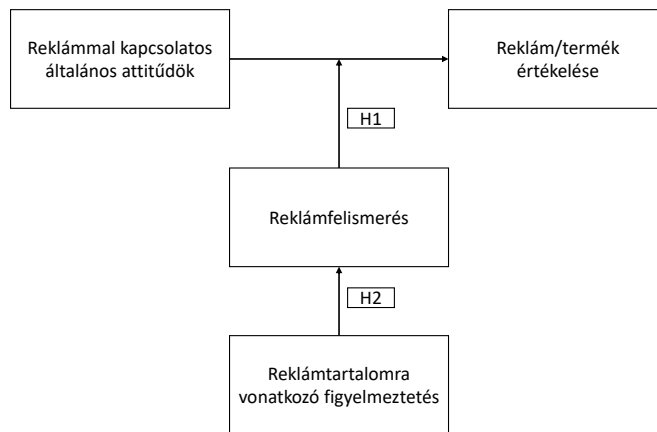 Reklámmal kapcsolatos
általános attitűdök
Reklám/termék
értékelése
H1
Reklámfelismerés
H2
Reklámtartalomra
vonatkozó figyelmeztetés